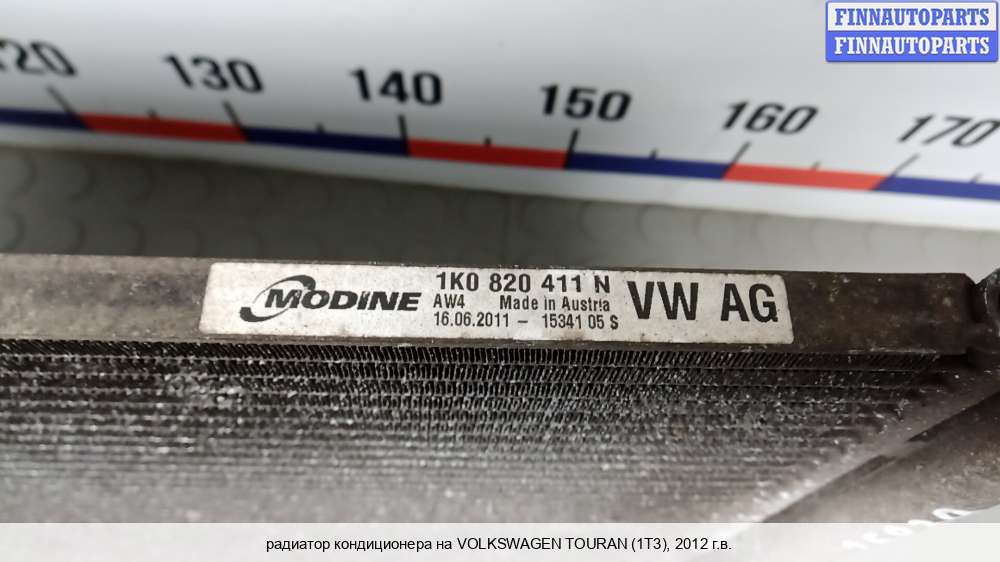 FINNAUTOPARTS
FINNAUTOPARTS
120 130 140 150 160 170
MODINE
1K0 820 411 N
AW4 Made in Austria
16.06.2011 – 15341 05 S
VW AG
радиатор кондиционера на VOLKSWAGEN TOURAN (1T3), 2012 г.в.